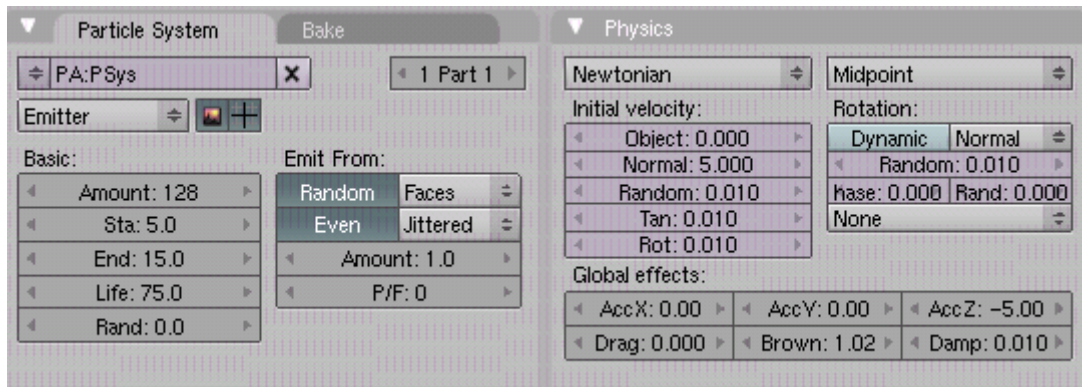 Particle System
Bake
PA:PSys
1 Part 1
Emitter
Basic:
Amount: 128
Sta: 5.0
End: 15.0
Life: 75.0
Rand: 0.0
Emit From:
Random
Faces
Even
Jittered
Amount: 1.0
P/F: 0
Physics
Newtonian
Midpoint
Initial velocity:
Object: 0.000
Normal: 5.000
Random: 0.010
Tan: 0.010
Rot: 0.010
Rotation:
Dynamic
Normal
Random: 0.010
hase: 0.000
Rand: 0.000
None
Global effects:
AccX: 0.00
AccY: 0.00
AccZ: -5.00
Drag: 0.000
Brown: 1.02
Damp: 0.010